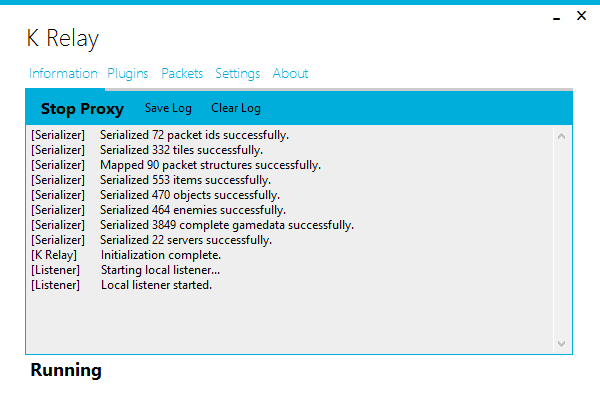 K Relay
Information Plugins Packets Settings About
Stop Proxy Save Log Clear Log
[Serializer] Serialized 72 packet ids successfully.
[Serializer] Serialized 332 tiles successfully.
[Serializer] Mapped 90 packet structures successfully.
[Serializer] Serialized 553 items successfully.
[Serializer] Serialized 470 objects successfully.
[Serializer] Serialized 464 enemies successfully.
[Serializer] Serialized 3849 complete gamedata successfully.
[Serializer] Serialized 22 servers successfully.
[K Relay] Initialization complete.
[Listener] Starting local listener...
[Listener] Local listener started.
Running